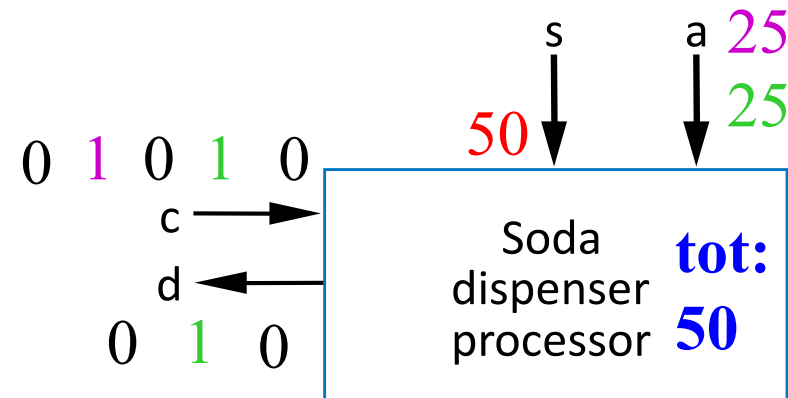 s a 25
25
50
0 1 0 1 0
c
d
0 1 0
Soda
dispenser
processor
tot:
50